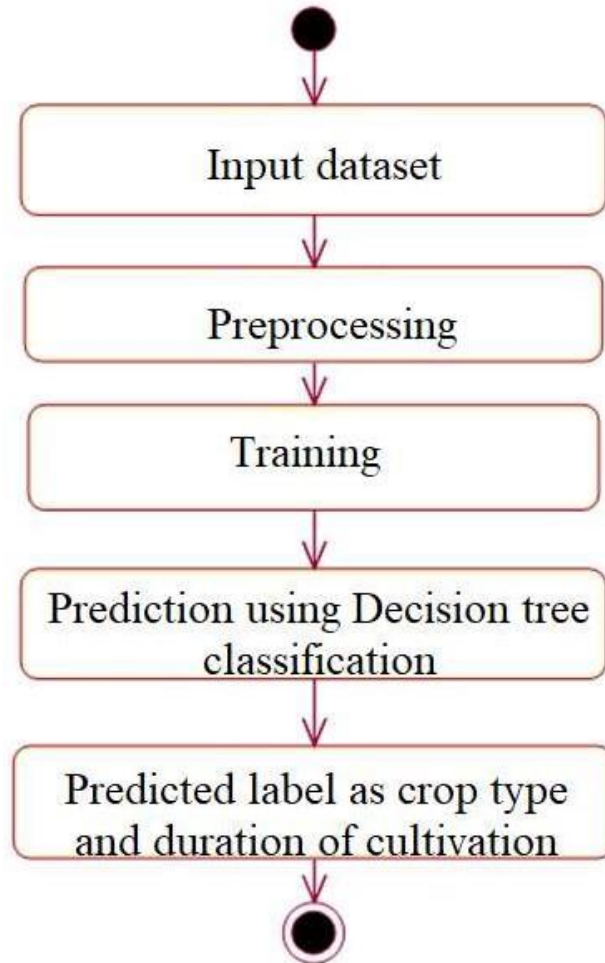 Input dataset
Preprocessing
Training
Prediction using Decision tree
classification
Predicted label as crop type
and duration of cultivation